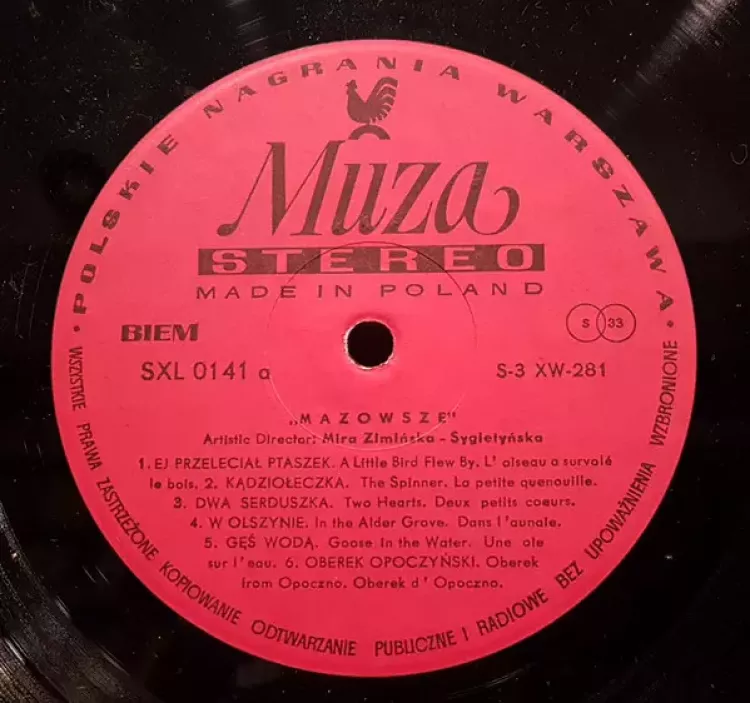 • POLSKIE NAGRANIA WARSZAWA •
Muza
STEREO
MADE IN POLAND
BIEM
S 33
SXL 0141 a
S-3 XW-281
„MAZOWSZE"
Artistic Director: Mira Zimińska - Sygietyńska
1. EJ PRZELECIAŁ PTASZEK. A Little Bird Flew By. L' oiseau a survolé
le bois. 2. KĄDZIOŁECZKA. The Spinner. La petite quenouille.
3. DWA SERDUSZKA. Two Hearts. Deux petits coeurs.
4. W OLSZYNIE. In the Alder Grove. Dans l'aunaie.
5. GĘŚ WODĄ. Goose in the Water. Une oie
sur l'eau. 6. OBEREK OPOCZYŃSKI. Oberek
from Opoczno. Oberek d' Opoczno.
WSZYSTKIE PRAWA ZASTRZEŻONE KOPIOWANIE ODTWARZANIE PUBLICZNE I RADIOWE BEZ UPOWAŻNIENIA WZBRONIONE